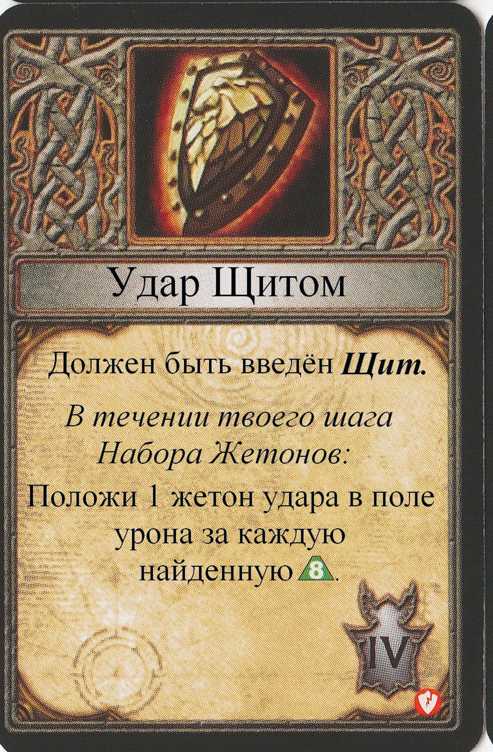 Удар Щитом
Должен быть введён Щит.
В течении твоего шага
Набора Жетонов:
Положи 1 жетон удара в поле
урона за каждую
найденную 8.
IV